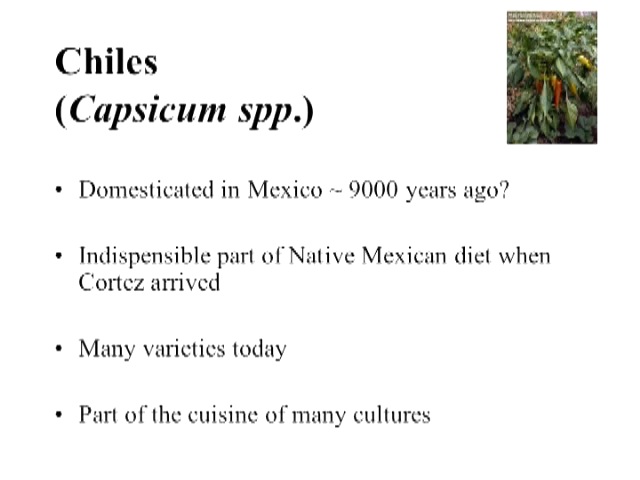 Chiles
(Capsicum spp.)
• Domesticated in Mexico ~ 9000 years ago?
• Indispensible part of Native Mexican diet when
Cortez arrived
• Many varieties today
• Part of the cuisine of many cultures